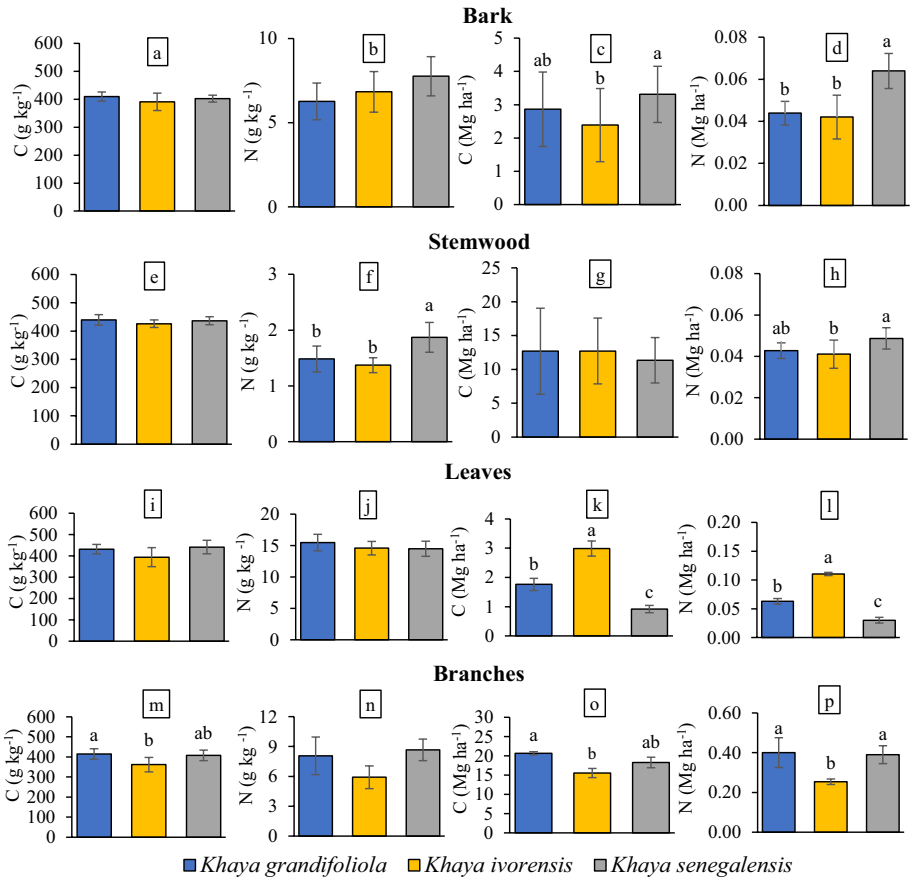 Bark
a
600
500
400
300
200
100
0
C (g kg⁻¹)
b
10
5
0
N (g kg⁻¹)
c
5
4
3
2
1
0
C (Mg ha⁻¹)
ab
b
a
d
0.08
0.06
0.04
0.02
0.00
N (Mg ha⁻¹)
b
b
a
Stemwood
e
600
500
400
300
200
100
0
C (g kg⁻¹)
f
3
2
1
0
N (g kg ⁻¹)
b
b
a
g
25
20
15
10
5
0
C (Mg ha⁻¹)
h
0.08
0.06
0.04
0.02
0.00
N (Mg ha⁻¹)
ab
b
a
Leaves
i
600
500
400
300
200
100
0
C (g kg⁻¹)
j
20
15
10
5
0
N (g kg⁻¹)
k
4
3
2
1
0
C (Mg ha⁻¹)
b
a
c
l
0.20
0.15
0.10
0.05
0.00
N (Mg ha⁻¹)
b
a
c
Branches
m
600
500
400
300
200
100
0
C (g kg⁻¹)
a
b
ab
n
12
9
6
3
0
N (g kg⁻¹)
o
30
25
20
15
10
5
0
C (Mg ha⁻¹)
a
b
ab
p
0.60
0.40
0.20
0.00
N (Mg ha⁻¹)
a
b
a
Khaya grandifoliola Khaya ivorensis Khaya senegalensis